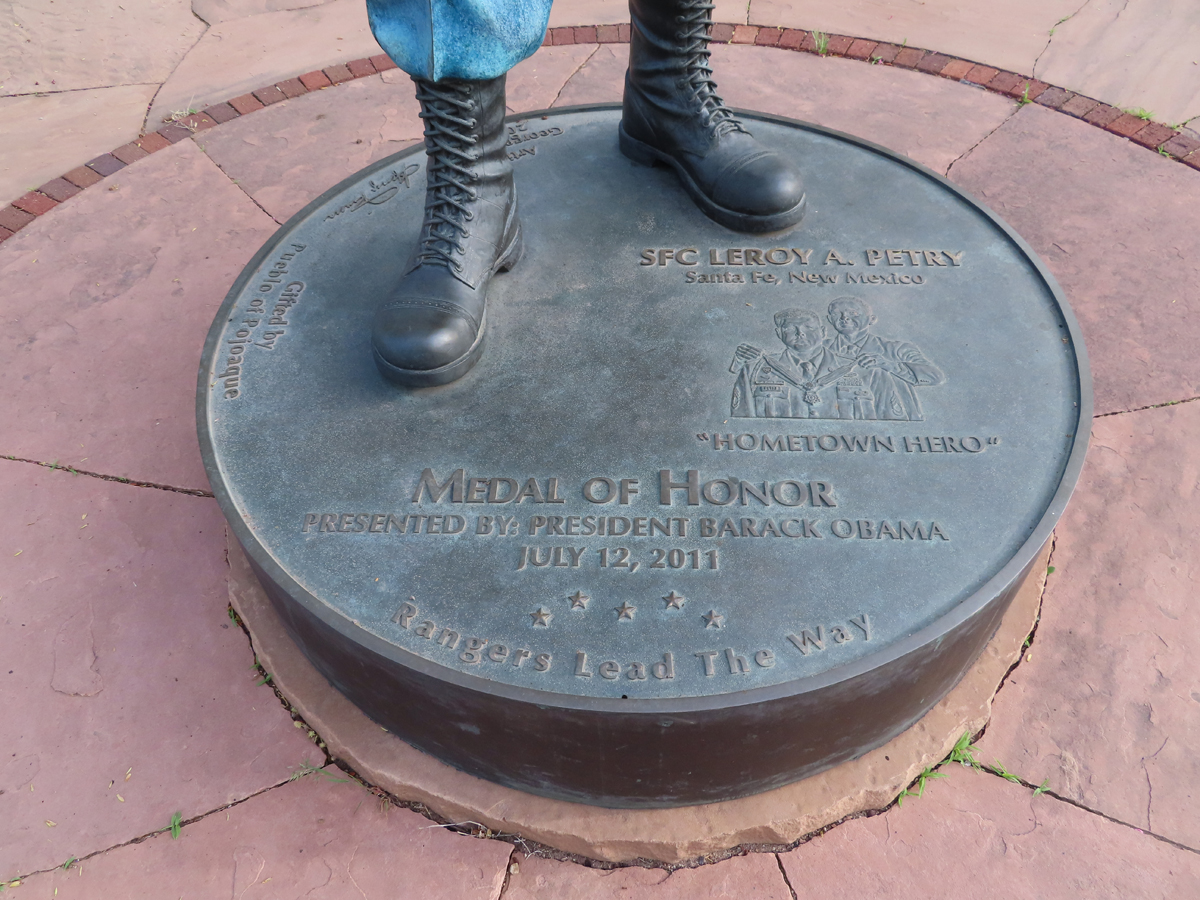 SFC LEROY A. PETRY
Santa Fe, New Mexico
"HOMETOWN HERO"
MEDAL OF HONOR
PRESENTED BY: PRESIDENT BARACK OBAMA
JULY 12, 2011
Rangers Lead The Way
Gifted by
Pueblo of Pojoaque